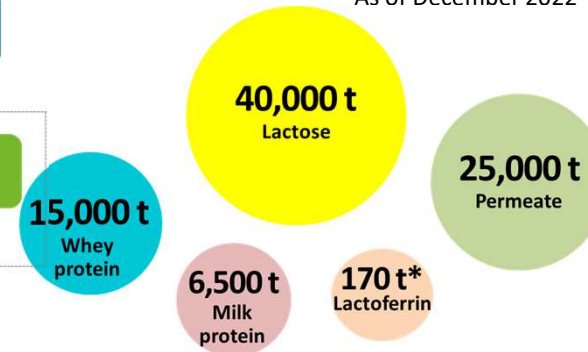 As of December 2022
40,000 t
Lactose
25,000 t
Permeate
15,000 t
Whey
protein
6,500 t
Milk
protein
170 t*
Lactoferrin